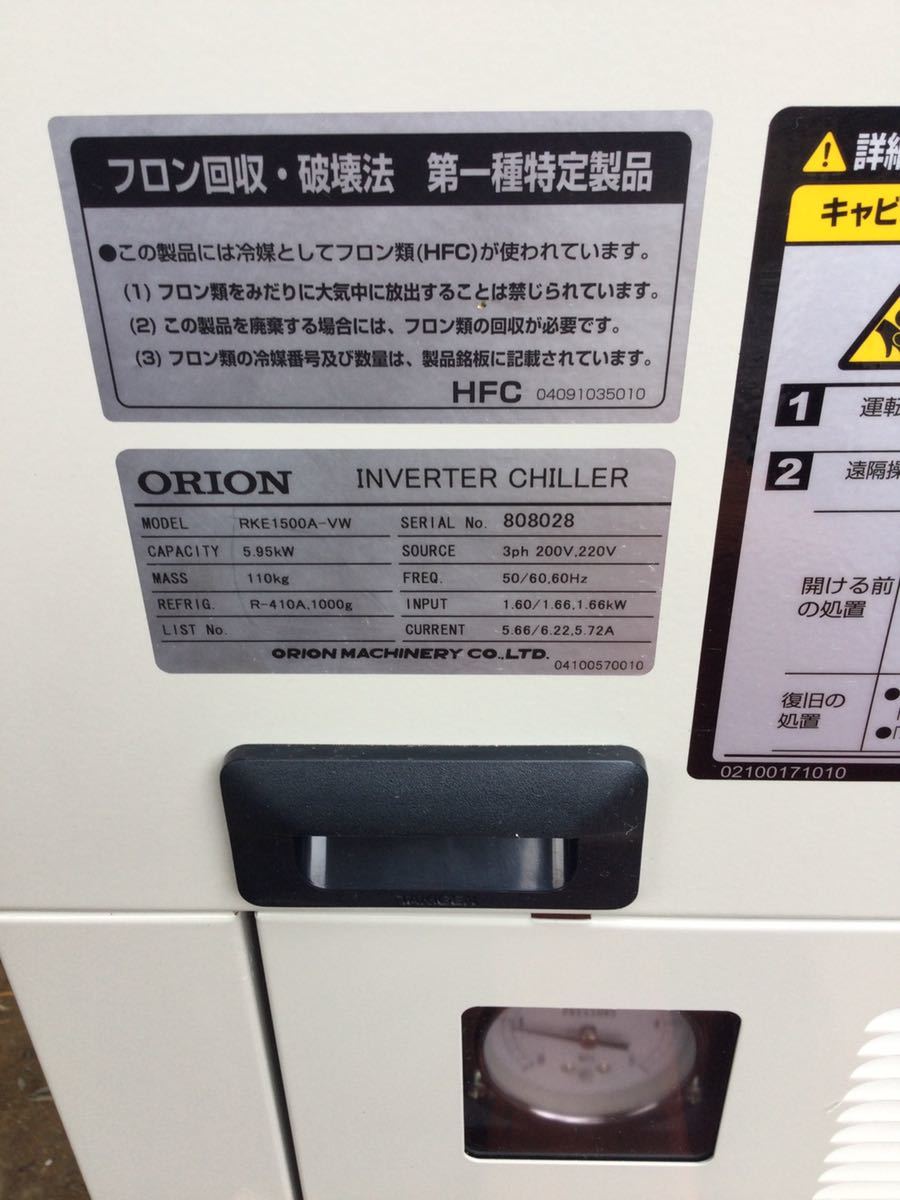 フロン回収・破壊法 第一種特定製品
●この製品には冷媒としてフロン類(HFC)が使われています。
(1) フロン類をみだりに大気中に放出することは禁じられています。
(2) この製品を廃棄する場合には、フロン類の回収が必要です。
(3) フロン類の冷媒番号及び数量は、製品銘板に記載されています。
HFC 04091035010
ORION INVERTER CHILLER
MODEL RKE1500A-VW SERIAL No. 808028
CAPACITY 5.95kW SOURCE 3ph 200V,220V
MASS 110kg FREQ. 50/60,60Hz
REFRIG. R-410A,1000g INPUT 1.60/1.66,1.66kW
LIST No. CURRENT 5.66/6.22,5.72A
ORION MACHINERY CO.,LTD. 04100570010
詳細
キャビ
1 運転
2 遠隔操
開ける前
の処置
復旧の
処置
02100171010
TAKIGEN